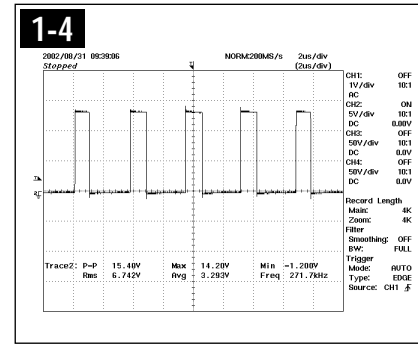 1-4
2002/08/31 09:39:06 NORM:200MS/s 2us/div
Stopped (2us/div)
CH1: OFF
1V/div 10:1
AC
CH2: ON
5V/div 10:1
DC 0.00V
CH3: OFF
50V/div 10:1
DC 0.0V
CH4: OFF
50V/div 10:1
DC 0.0V
Record Length
Main: 4K
Zoom: 4K
Filter
Smoothing: OFF
BW: FULL
Trigger
Mode: AUTO
Type: EDGE
Source: CH1
Trace2: P-P 15.40V Max 14.20V Min -1.200V
Rms 6.742V Avg 3.293V Freq 271.7kHz